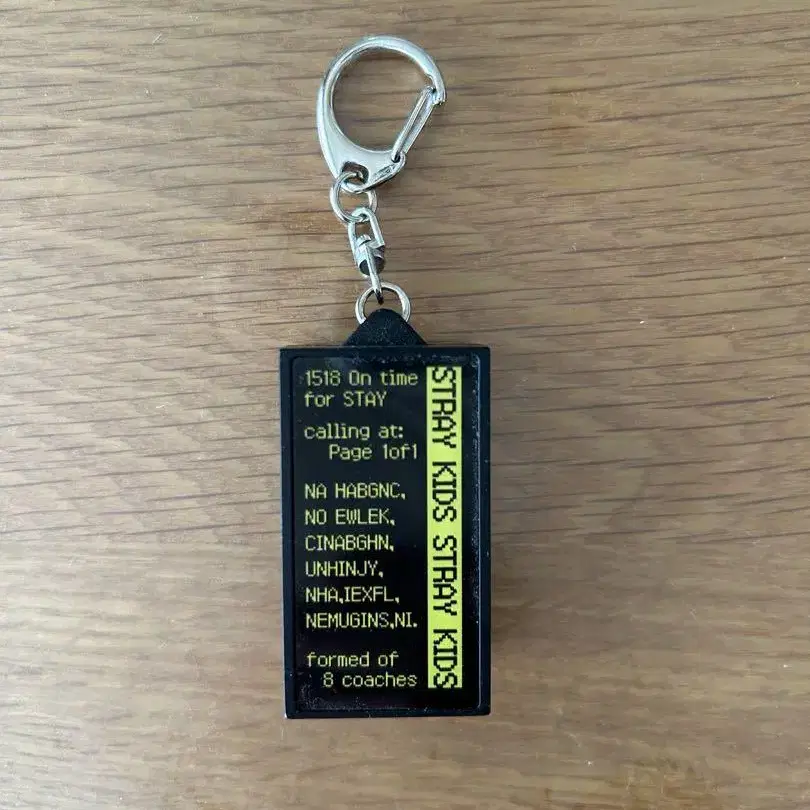 1518 On time
for STAY
calling at:
Page 1of1
NA HABGNC,
NO EWLEK,
CINABGHN,
UNHINJY,
NHA,IEXFL,
NEMUGINS,NI.
formed of
8 coaches
STRAY KIDS STRAY KIDS